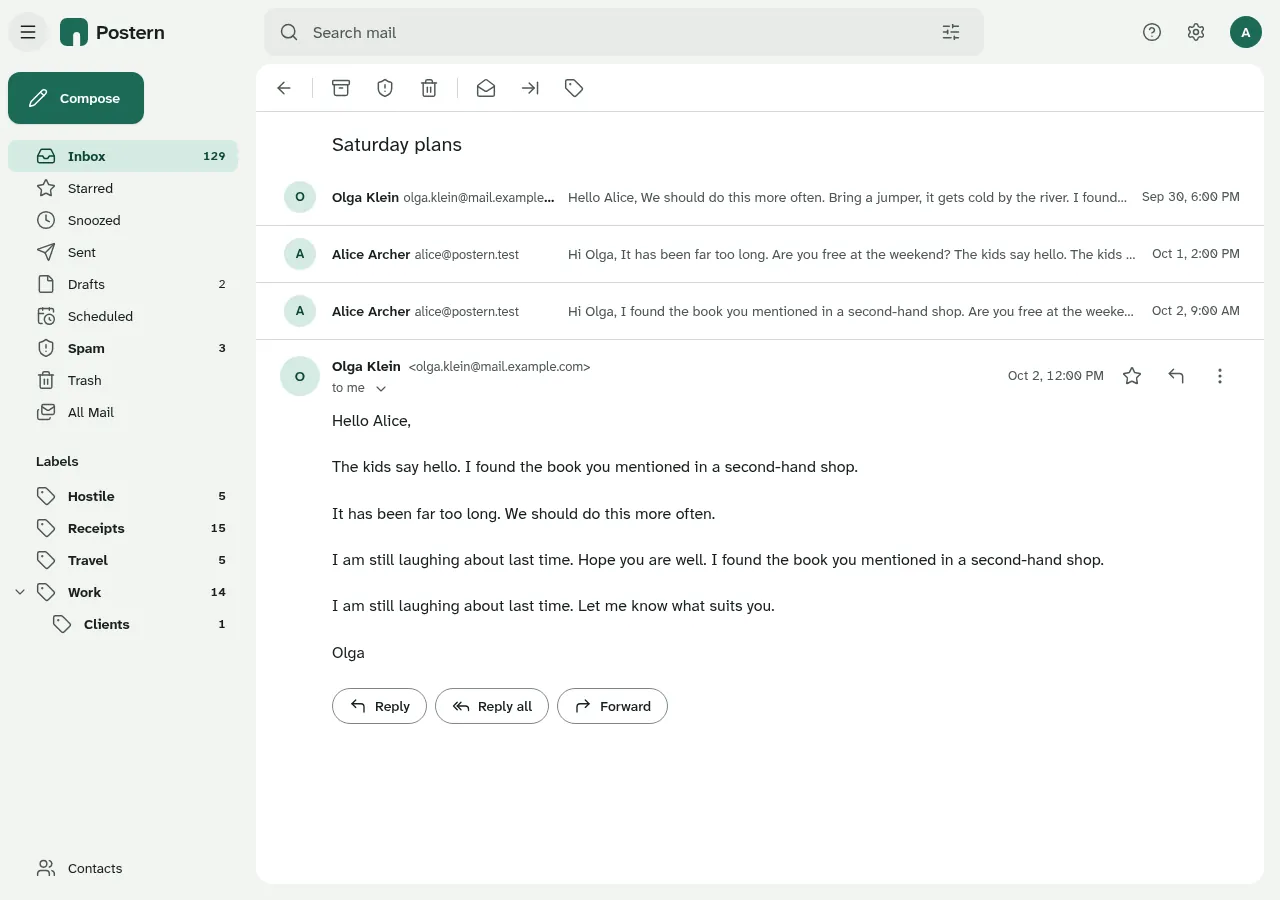 Postern
Search mail
A
Compose
Inbox 129
Starred
Snoozed
Sent
Drafts 2
Scheduled
Spam 3
Trash
All Mail
Labels
Hostile 5
Receipts 15
Travel 5
Work 14
Clients 1
Contacts
Saturday plans
O Olga Klein olga.klein@mail.example... Hello Alice, We should do this more often. Bring a jumper, it gets cold by the river. I found... Sep 30, 6:00 PM
A Alice Archer alice@postern.test Hi Olga, It has been far too long. Are you free at the weekend? The kids say hello. The kids ... Oct 1, 2:00 PM
A Alice Archer alice@postern.test Hi Olga, I found the book you mentioned in a second-hand shop. Are you free at the weeke... Oct 2, 9:00 AM
O Olga Klein <olga.klein@mail.example.com> Oct 2, 12:00 PM
to me
Hello Alice,
The kids say hello. I found the book you mentioned in a second-hand shop.
It has been far too long. We should do this more often.
I am still laughing about last time. Hope you are well. I found the book you mentioned in a second-hand shop.
I am still laughing about last time. Let me know what suits you.
Olga
Reply Reply all Forward